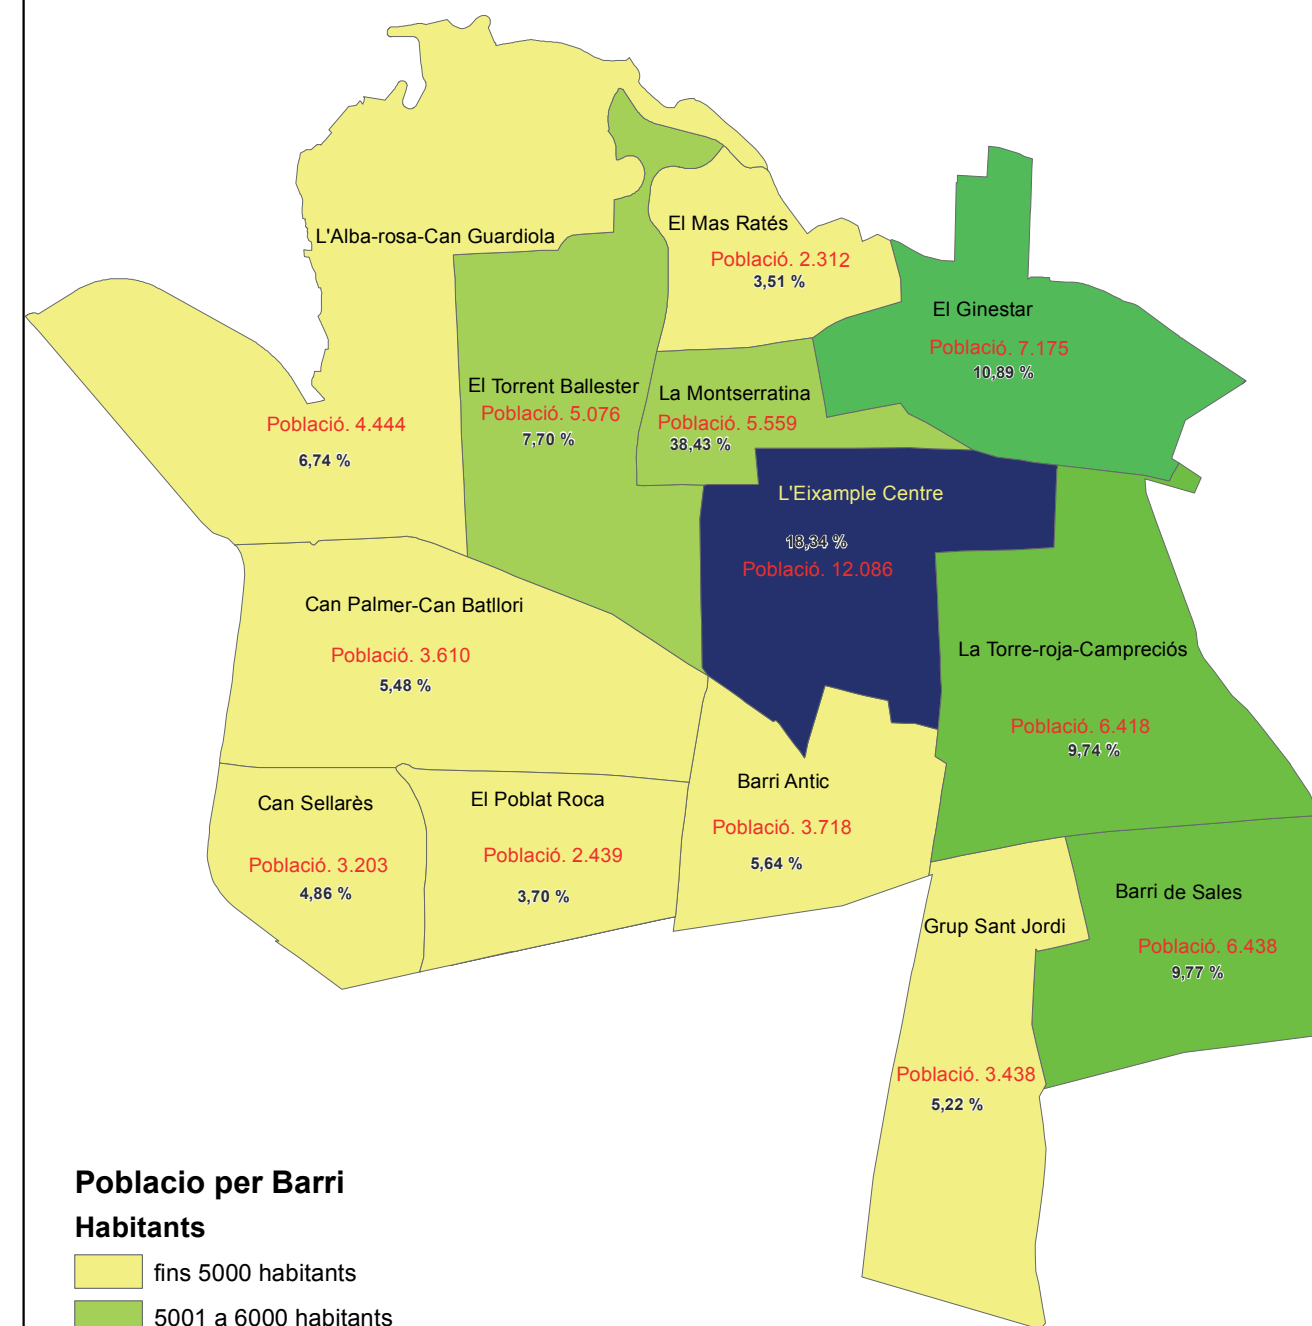 L'Alba-rosa-Can Guardiola
Població. 4.444
6,74 %
El Mas Ratés
Població. 2.312
3,51 %
El Ginestar
Població. 7.175
10,89 %
El Torrent Ballester
Població. 5.076
7,70 %
La Montserratina
Població. 5.559
38,43 %
L'Eixample Centre
18,34 %
Població. 12.086
Can Palmer-Can Batllori
Població. 3.610
5,48 %
La Torre-roja-Campreciós
Població. 6.418
9,74 %
Can Sellarès
Població. 3.203
4,86 %
El Poblat Roca
Població. 2.439
3,70 %
Barri Antic
Població. 3.718
5,64 %
Barri de Sales
Població. 6.438
9,77 %
Grup Sant Jordi
Població. 3.438
5,22 %
Poblacio per Barri
Habitants
fins 5000 habitants
5001 a 6000 habitants